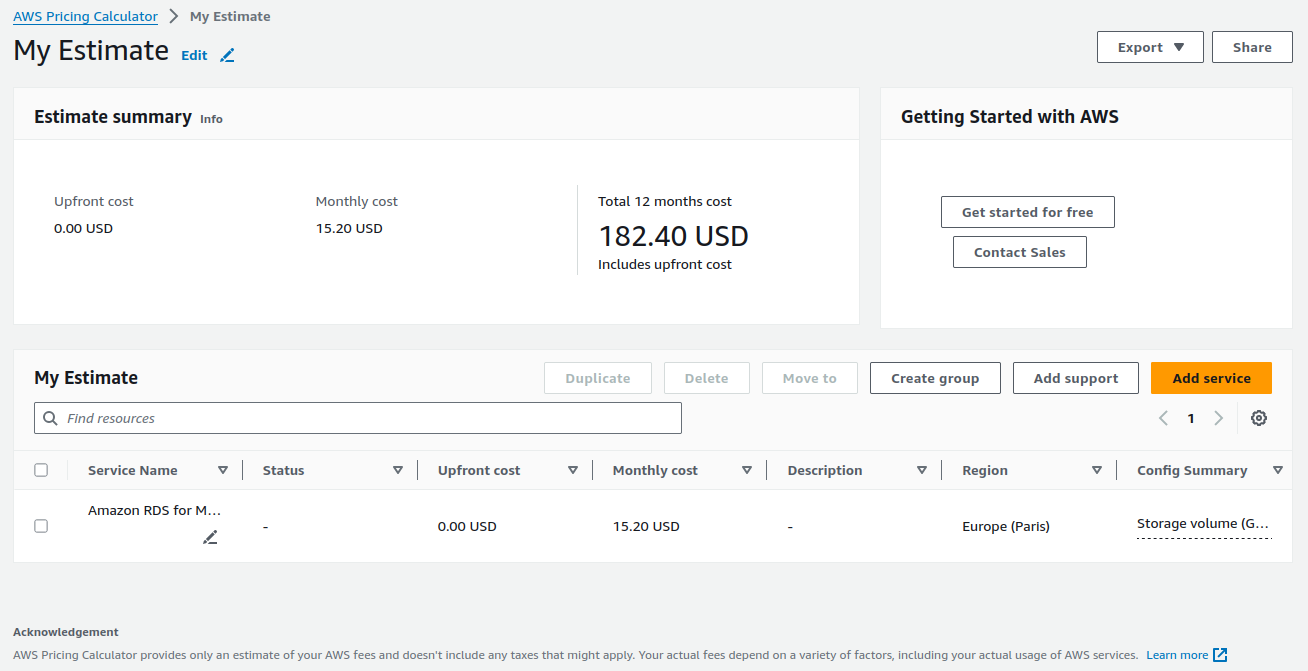 AWS Pricing Calculator > My Estimate
My Estimate Edit
Export ▼ Share
Estimate summary Info
Getting Started with AWS
Upfront cost
0.00 USD
Monthly cost
15.20 USD
Total 12 months cost
182.40 USD
Includes upfront cost
Get started for free
Contact Sales
My Estimate
Duplicate Delete Move to Create group Add support Add service
Find resources
< 1 >
Service Name Status Upfront cost Monthly cost Description Region Config Summary
Amazon RDS for M... - 0.00 USD 15.20 USD - Europe (Paris) Storage volume (G...
Acknowledgement
AWS Pricing Calculator provides only an estimate of your AWS fees and doesn't include any taxes that might apply. Your actual fees depend on a variety of factors, including your actual usage of AWS services. Learn more